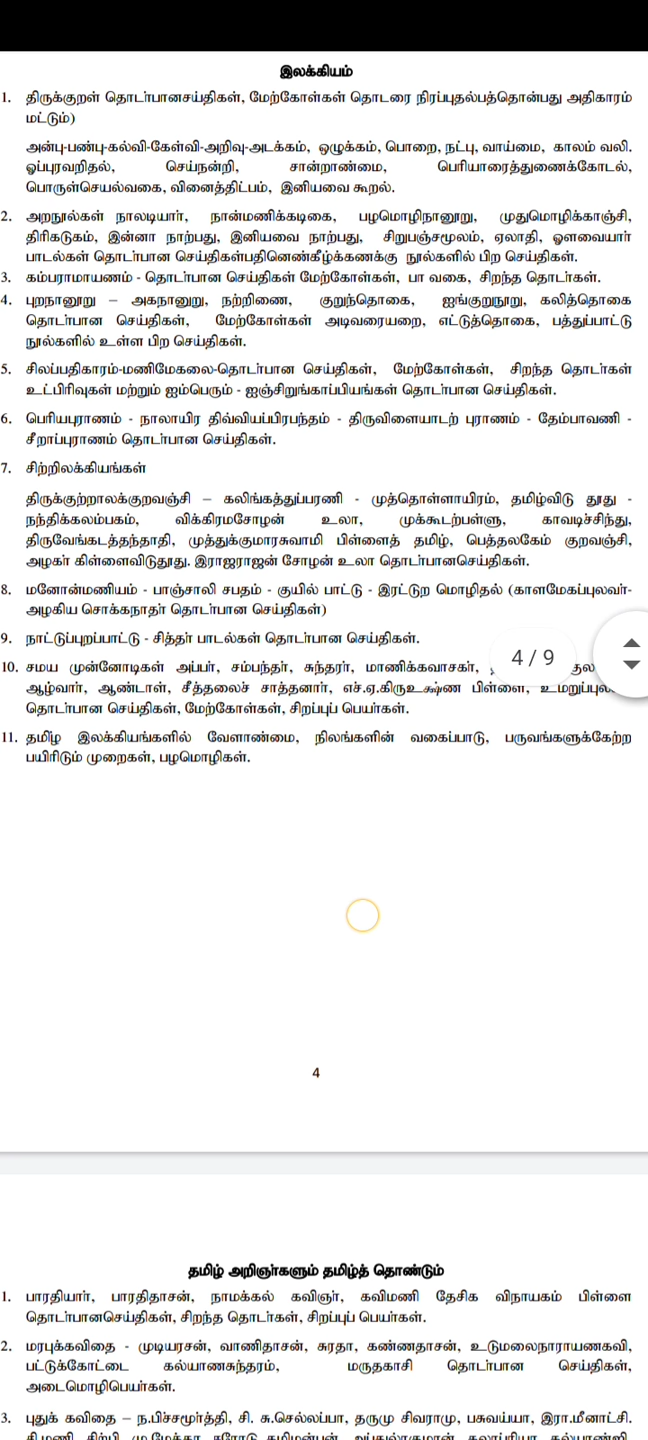 இலக்கியம்
1. திருக்குறள் தொடர்பானசய்திகள், மேற்கோள்கள் தொடரை நிரப்புதல்பத்தொன்பது அதிகாரம்
மட்டும்)
அன்பு-பண்பு-கல்வி-கேள்வி-அறிவு-அடக்கம், ஒழுக்கம், பொறை, நட்பு, வாய்மை, காலம் வலி.
ஒப்புரவறிதல், செய்நன்றி, சான்றாண்மை, பெரியாரைத்துணைக்கோடல்,
பொருள்செயல்வகை, வினைத்திட்பம், இனியவை கூறல்.
2. அறநூல்கள் நாலடியார், நான்மணிக்கடிகை, பழமொழிநானூறு, முதுமொழிக்காஞ்சி,
திரிகடுகம், இன்னா நாற்பது, இனியவை நாற்பது, சிறுபஞ்சமூலம், ஏலாதி, ஓளவையார்
பாடல்கள் தொடர்பான செய்திகள்பதினெண்கீழ்க்கணக்கு நூல்களில் பிற செய்திகள்.
3. கம்பராமாயணம் - தொடர்பான செய்திகள் மேற்கோள்கள், பா வகை, சிறந்த தொடர்கள்.
4. புறநானூறு – அகநானுறு, நற்றிணை, குறுந்தொகை, ஐங்குறுநூறு, கலித்தொகை
தொடர்பான செய்திகள், மேற்கோள்கள் அடிவரையறை, எட்டுத்தொகை, பத்துப்பாட்டு
நூல்களில் உள்ள பிற செய்திகள்.
5. சிலப்பதிகாரம்-மணிமேகலை-தொடர்பான செய்திகள், மேற்கோள்கள், சிறந்த தொடர்கள்
உட்பிரிவுகள் மற்றும் ஐம்பெரும் - ஐஞ்சிறுங்காப்பியங்கள் தொடர்பான செய்திகள்.
6. பெரியபுராணம் - நாலாயிர திவ்வியப்பிரபந்தம் - திருவிளையாடற் புராணம் - தேம்பாவணி -
சீறாப்புராணம் தொடர்பான செய்திகள்.
7. சிற்றிலக்கியங்கள்
திருக்குற்றாலக்குறவஞ்சி – கலிங்கத்துப்பரணி - முத்தொள்ளாயிரம், தமிழ்விடு தூது -
நந்திக்கலம்பகம், விக்கிரமசோழன் உலா, முக்கூடற்பள்ளு, காவடிச்சிந்து,
திருவேங்கடத்தந்தாதி, முத்துக்குமாரசுவாமி பிள்ளைத் தமிழ், பெத்தலகேம் குறவஞ்சி,
அழகர் கிள்ளைவிடுதூது. இராஜராஜன் சோழன் உலா தொடர்பானசெய்திகள்.
8. மனோன்மணியம் - பாஞ்சாலி சபதம் - குயில் பாட்டு - இரட்டுற மொழிதல் (காளமேகப்புலவர்-
அழகிய சொக்கநாதர் தொடர்பான செய்திகள்)
9. நாட்டுப்புறப்பாட்டு - சித்தர் பாடல்கள் தொடர்பான செய்திகள்.
4 / 9
10. சமய முன்னோடிகள் அப்பர், சம்பந்தர், சுந்தரர், மாணிக்கவாசகர்,
ஆழ்வார், ஆண்டாள், சீத்தலைச் சாத்தனார், எச்.ஏ.கிருஉஷ்ண பிள்ளை,
தொடர்பான செய்திகள், மேற்கோள்கள், சிறப்புப் பெயர்கள்.
11. தமிழ் இலக்கியங்களில் வேளாண்மை, நிலங்களின் வகைப்பாடு, பருவங்களுக்கேற்ற
பயிரிடும் முறைகள், பழமொழிகள்.
4
தமிழ் அறிஞர்களும் தமிழ்த் தொண்டும்
1. பாரதியார், பாரதிதாசன், நாமக்கல் கவிஞர், கவிமணி தேசிக விநாயகம் பிள்ளை
தொடர்பானசெய்திகள், சிறந்த தொடர்கள், சிறப்புப் பெயர்கள்.
2. மரபுக்கவிதை - முடியரசன், வாணிதாசன், சுரதா, கண்ணதாசன், உடுமலைநாராயணகவி,
பட்டுக்கோட்டை கல்யாணசுந்தரம், மருதகாசி தொடர்பான செய்திகள்,
அடைமொழிபெயர்கள்.
3. புதுக் கவிதை – ந.பிச்சமூர்த்தி, சி. சு.செல்லப்பா, தருமு சிவராமு, பசுவய்யா, இரா.மீனாட்சி.